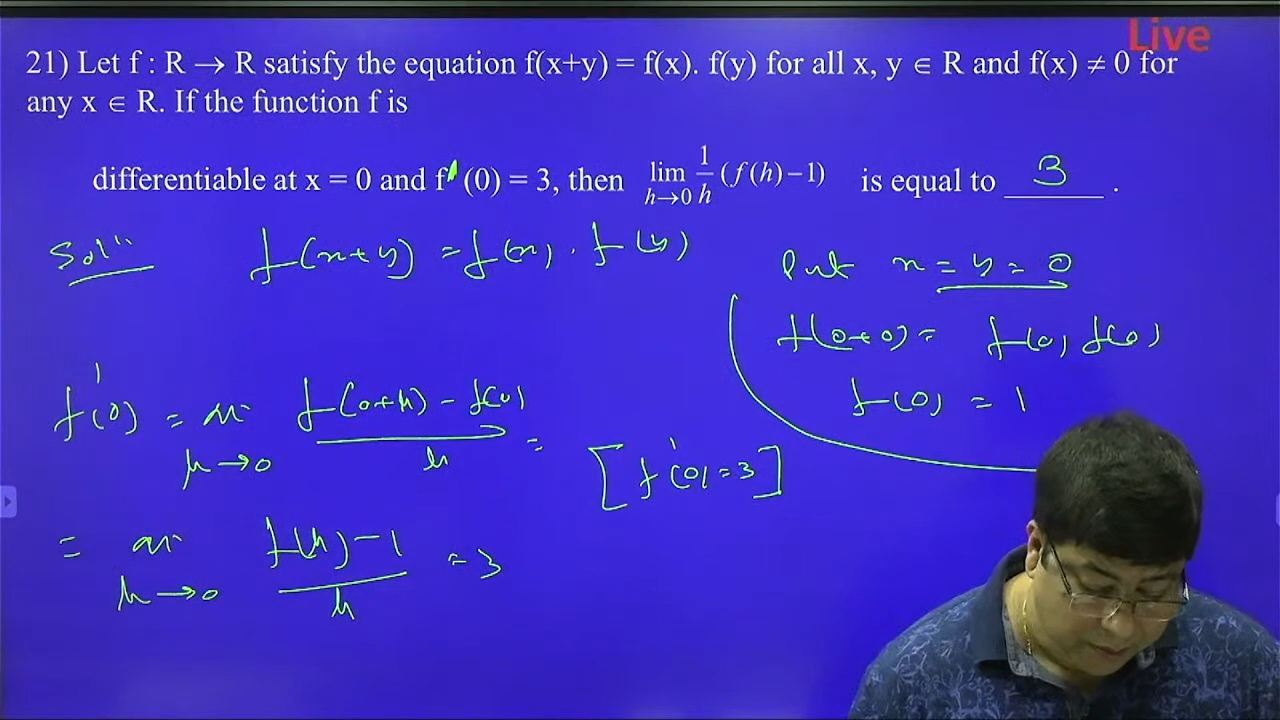 Live
21) Let f : R → R satisfy the equation f(x+y) = f(x). f(y) for all x, y ∈ R and f(x) ≠ 0 for
any x ∈ R. If the function f is
differentiable at x = 0 and f' (0) = 3, then lim h→0 1/h (f(h)−1) is equal to 3 .
Solⁿ f(x+y) = f(x) . f(y)
Put x = y = 0
f(0+0) = f(0) f(0)
f(0) = 1
f'(0) = lim h→0 f(0+h) - f(0) / h =
[f'(0) = 3]
= lim h→0 f(h) - 1 / h = 3